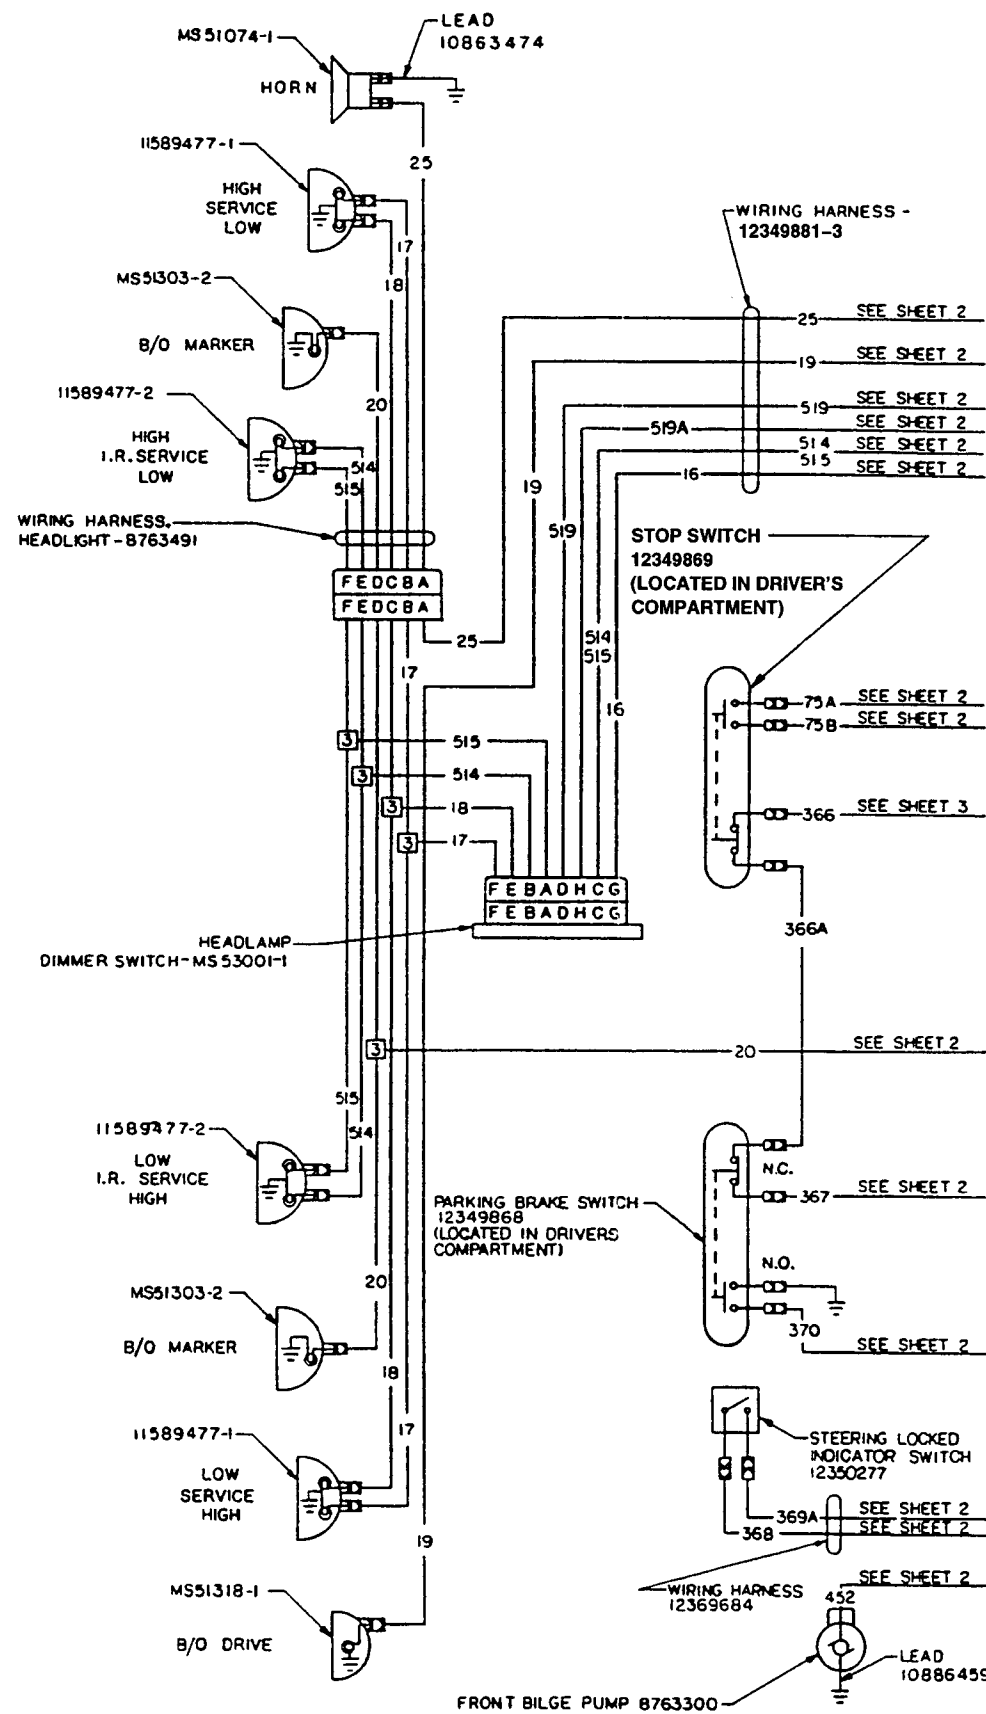 LEAD
10863474
MS51074-1
HORN
25
11589477-1
HIGH
SERVICE
LOW
17
18
WIRING HARNESS -
12349881-3
MS51303-2
B/O MARKER
20
25
SEE SHEET 2
19
SEE SHEET 2
519
SEE SHEET 2
519A
SEE SHEET 2
514
SEE SHEET 2
515
16
SEE SHEET 2
11589477-2
HIGH
I.R. SERVICE
LOW
514
515
19
519
WIRING HARNESS,
HEADLIGHT-8763491
STOP SWITCH
12349869
(LOCATED IN DRIVER'S
COMPARTMENT)
F E D C B A
F E D C B A
25
17
514
515
16
75A
SEE SHEET 2
75B
SEE SHEET 2
3
515
3
514
3
18
3
17
366
SEE SHEET 3
F E B A D H C G
F E B A D H C G
366A
HEADLAMP
DIMMER SWITCH-MS53001-1
3
20
SEE SHEET 2
515
514
11589477-2
LOW
I.R. SERVICE
HIGH
N.C.
367
SEE SHEET 2
PARKING BRAKE SWITCH
12349868
(LOCATED IN DRIVERS
COMPARTMENT)
N.O.
370
SEE SHEET 2
20
MS51303-2
B/O MARKER
18
17
11589477-1
LOW
SERVICE
HIGH
STEERING LOCKED
INDICATOR SWITCH
12350277
369A
SEE SHEET 2
368
SEE SHEET 2
19
WIRING HARNESS
12369684
SEE SHEET 2
452
MS51318-1
B/O DRIVE
LEAD
10886459
FRONT BILGE PUMP 8763300